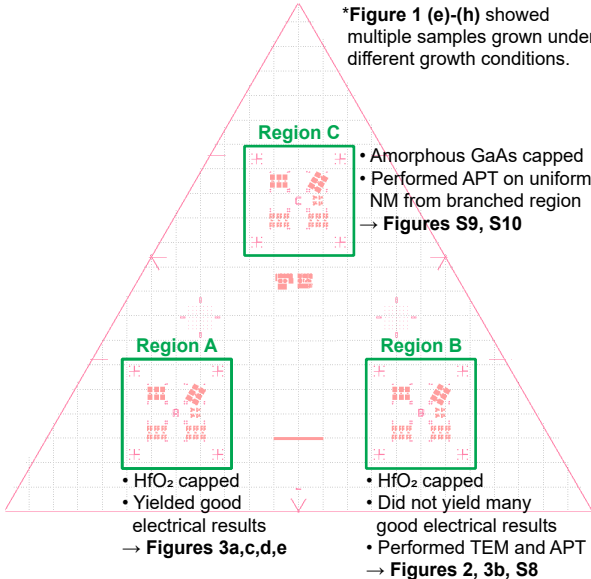 *Figure 1 (e)-(h) showed
multiple samples grown under
different growth conditions.
Region C
• Amorphous GaAs capped
• Performed APT on uniform
NM from branched region
→ Figures S9, S10
Region A
• HfO₂ capped
• Yielded good
electrical results
→ Figures 3a,c,d,e
Region B
• HfO₂ capped
• Did not yield many
good electrical results
• Performed TEM and APT
→ Figures 2, 3b, S8